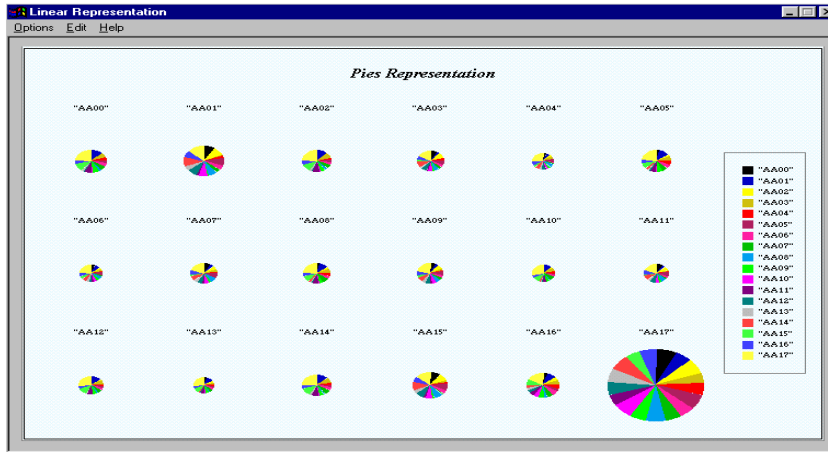 Linear Representation
Options Edit Help
Pies Representation
"AA00" "AA01" "AA02" "AA03" "AA04" "AA05"
"AA06" "AA07" "AA08" "AA09" "AA10" "AA11"
"AA12" "AA13" "AA14" "AA15" "AA16" "AA17"
"AA00"
"AA01"
"AA02"
"AA03"
"AA04"
"AA05"
"AA06"
"AA07"
"AA08"
"AA09"
"AA10"
"AA11"
"AA12"
"AA13"
"AA14"
"AA15"
"AA16"
"AA17"